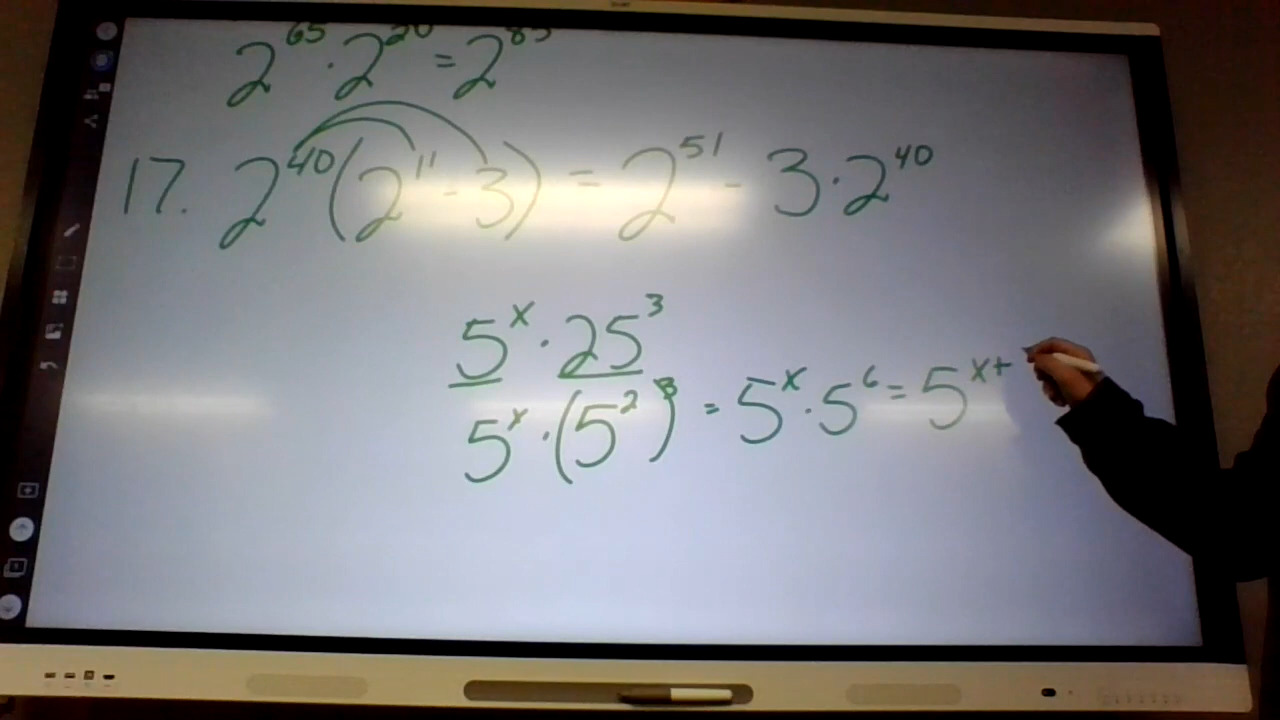 2^65 · 2^20 = 2^85
17. 2^40 (2^11 - 3) = 2^51 - 3 · 2^40
5^x · 25^3
5^x · (5^2)^3 = 5^x · 5^6 = 5^x+